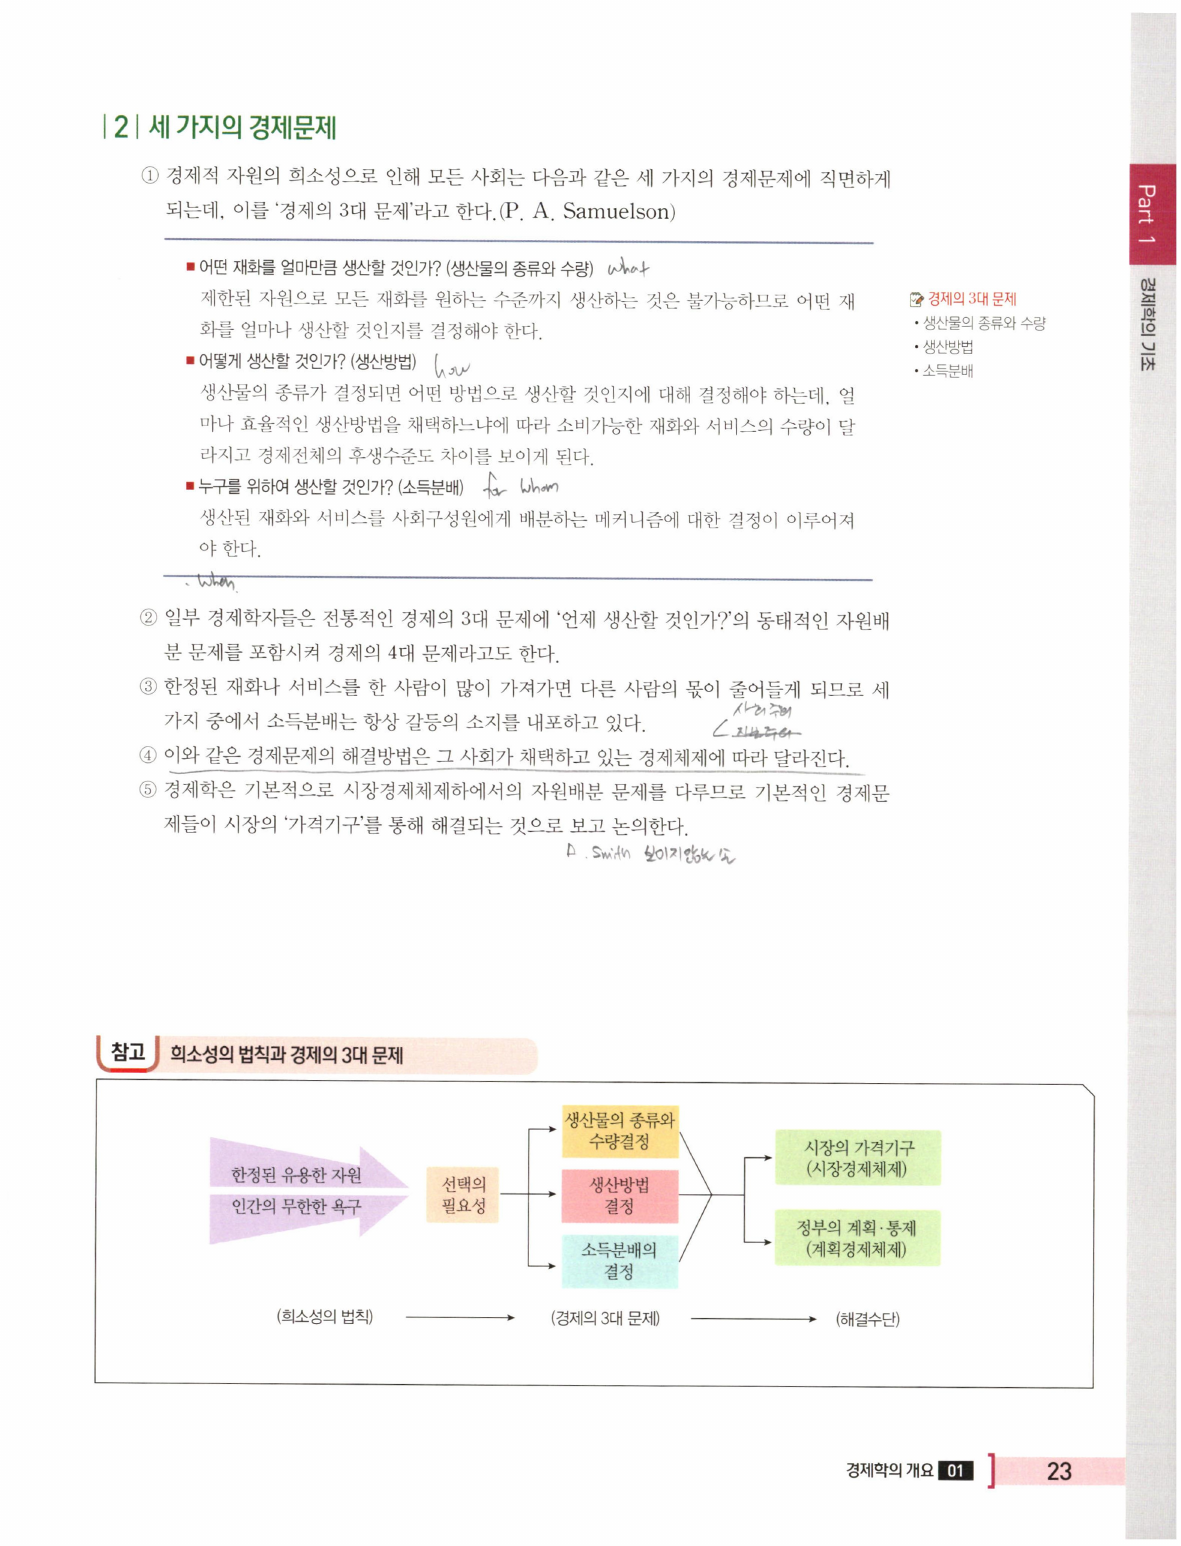 |2| 세 가지의 경제문제
① 경제적 자원의 희소성으로 인해 모든 사회는 다음과 같은 세 가지의 경제문제에 직면하게
되는데, 이를 '경제의 3대 문제'라고 한다.(P. A. Samuelson)
■ 어떤 재화를 얼마만큼 생산할 것인가? (생산물의 종류와 수량) what
제한된 자원으로 모든 재화를 원하는 수준까지 생산하는 것은 불가능하므로 어떤 재
화를 얼마나 생산할 것인지를 결정해야 한다.
■ 어떻게 생산할 것인가? (생산방법) how
생산물의 종류가 결정되면 어떤 방법으로 생산할 것인지에 대해 결정해야 하는데, 얼
마나 효율적인 생산방법을 채택하느냐에 따라 소비가능한 재화와 서비스의 수량이 달
라지고 경제전체의 후생수준도 차이를 보이게 된다.
■ 누구를 위하여 생산할 것인가? (소득분배) for whom
생산된 재화와 서비스를 사회구성원에게 배분하는 메커니즘에 대한 결정이 이루어져
야 한다.
· when
② 일부 경제학자들은 전통적인 경제의 3대 문제에 '언제 생산할 것인가?'의 동태적인 자원배
분 문제를 포함시켜 경제의 4대 문제라고도 한다.
③ 한정된 재화나 서비스를 한 사람이 많이 가져가면 다른 사람의 몫이 줄어들게 되므로 세
가지 중에서 소득분배는 항상 갈등의 소지를 내포하고 있다.
④ 이와 같은 경제문제의 해결방법은 그 사회가 채택하고 있는 경제체제에 따라 달라진다.
⑤ 경제학은 기본적으로 시장경제체제하에서의 자원배분 문제를 다루므로 기본적인 경제문
제들이 시장의 '가격기구'를 통해 해결되는 것으로 보고 논의한다.
A. Smith 보이지않는 손
경제의 3대 문제
• 생산물의 종류와 수량
• 생산방법
• 소득분배
Part 1
경제학의 기초
참고 희소성의 법칙과 경제의 3대 문제
한정된 유용한 자원
인간의 무한한 욕구
선택의
필요성
생산물의 종류와
수량결정
생산방법
결정
소득분배의
결정
시장의 가격기구
(시장경제체제)
정부의 계획·통제
(계획경제체제)
(희소성의 법칙)
(경제의 3대 문제)
(해결수단)
경제학의 개요 01
23